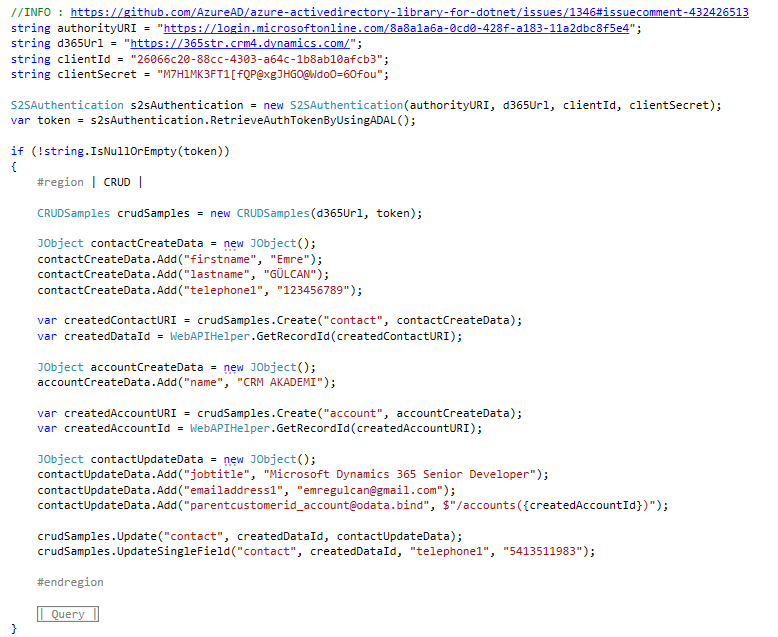 //INFO : https://github.com/AzureAD/azure-activedirectory-library-for-dotnet/issues/1346#issuecomment-432426513
string authorityURI = "https://login.microsoftonline.com/8a8a1a6a-0cd0-428f-a183-11a2dbc8f5e4";
string d365Url = "https://365str.crm4.dynamics.com/";
string clientId = "26066c20-88cc-4303-a64c-1b8ab10afcb3";
string clientSecret = "M7HlMK3FT1[fQP@xgJHGO@WdoO=6Ofou";
S2SAuthentication s2sAuthentication = new S2SAuthentication(authorityURI, d365Url, clientId, clientSecret);
var token = s2sAuthentication.RetrieveAuthTokenByUsingADAL();
if (!string.IsNullOrEmpty(token))
{
#region | CRUD |
CRUDSamples crudSamples = new CRUDSamples(d365Url, token);
JObject contactCreateData = new JObject();
contactCreateData.Add("firstname", "Emre");
contactCreateData.Add("lastname", "GÜLCAN");
contactCreateData.Add("telephone1", "123456789");
var createdContactURI = crudSamples.Create("contact", contactCreateData);
var createdDataId = WebAPIHelper.GetRecordId(createdContactURI);
JObject accountCreateData = new JObject();
accountCreateData.Add("name", "CRM AKADEMI");
var createdAccountURI = crudSamples.Create("account", accountCreateData);
var createdAccountId = WebAPIHelper.GetRecordId(createdAccountURI);
JObject contactUpdateData = new JObject();
contactUpdateData.Add("jobtitle", "Microsoft Dynamics 365 Senior Developer");
contactUpdateData.Add("emailaddress1", "emregulcan@gmail.com");
contactUpdateData.Add("parentcustomerid_account@odata.bind", $"/accounts({createdAccountId})");
crudSamples.Update("contact", createdDataId, contactUpdateData);
crudSamples.UpdateSingleField("contact", createdDataId, "telephone1", "5413511983");
#endregion
| Query |
}